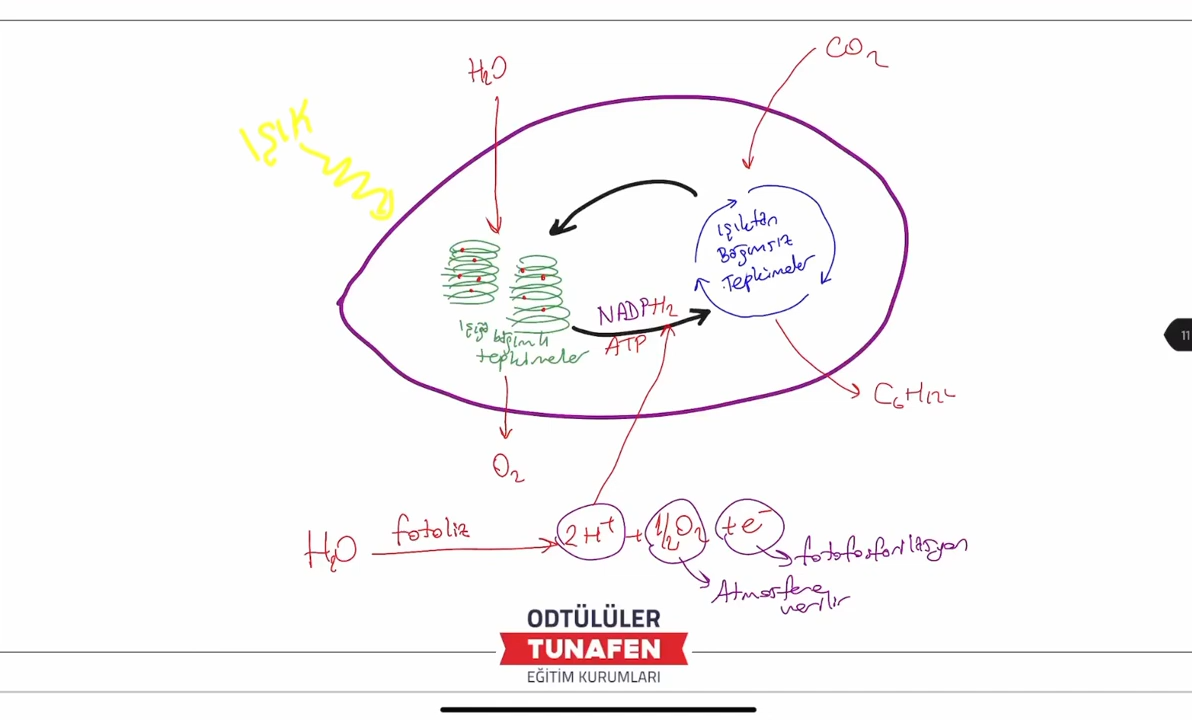 CO2
H2O
IŞIK
Işıktan
Bağımsız
Tepkimeler
NADPH2
ATP
Işığa bağımlı
tepkimeler
C6H12
O2
H2O fotoliz 2H+ + 1/2O2 + e-
fotofosforilasyon
Atmosfere
verilir
ODTÜLÜLER
TUNAFEN
EĞİTİM KURUMLARI
11